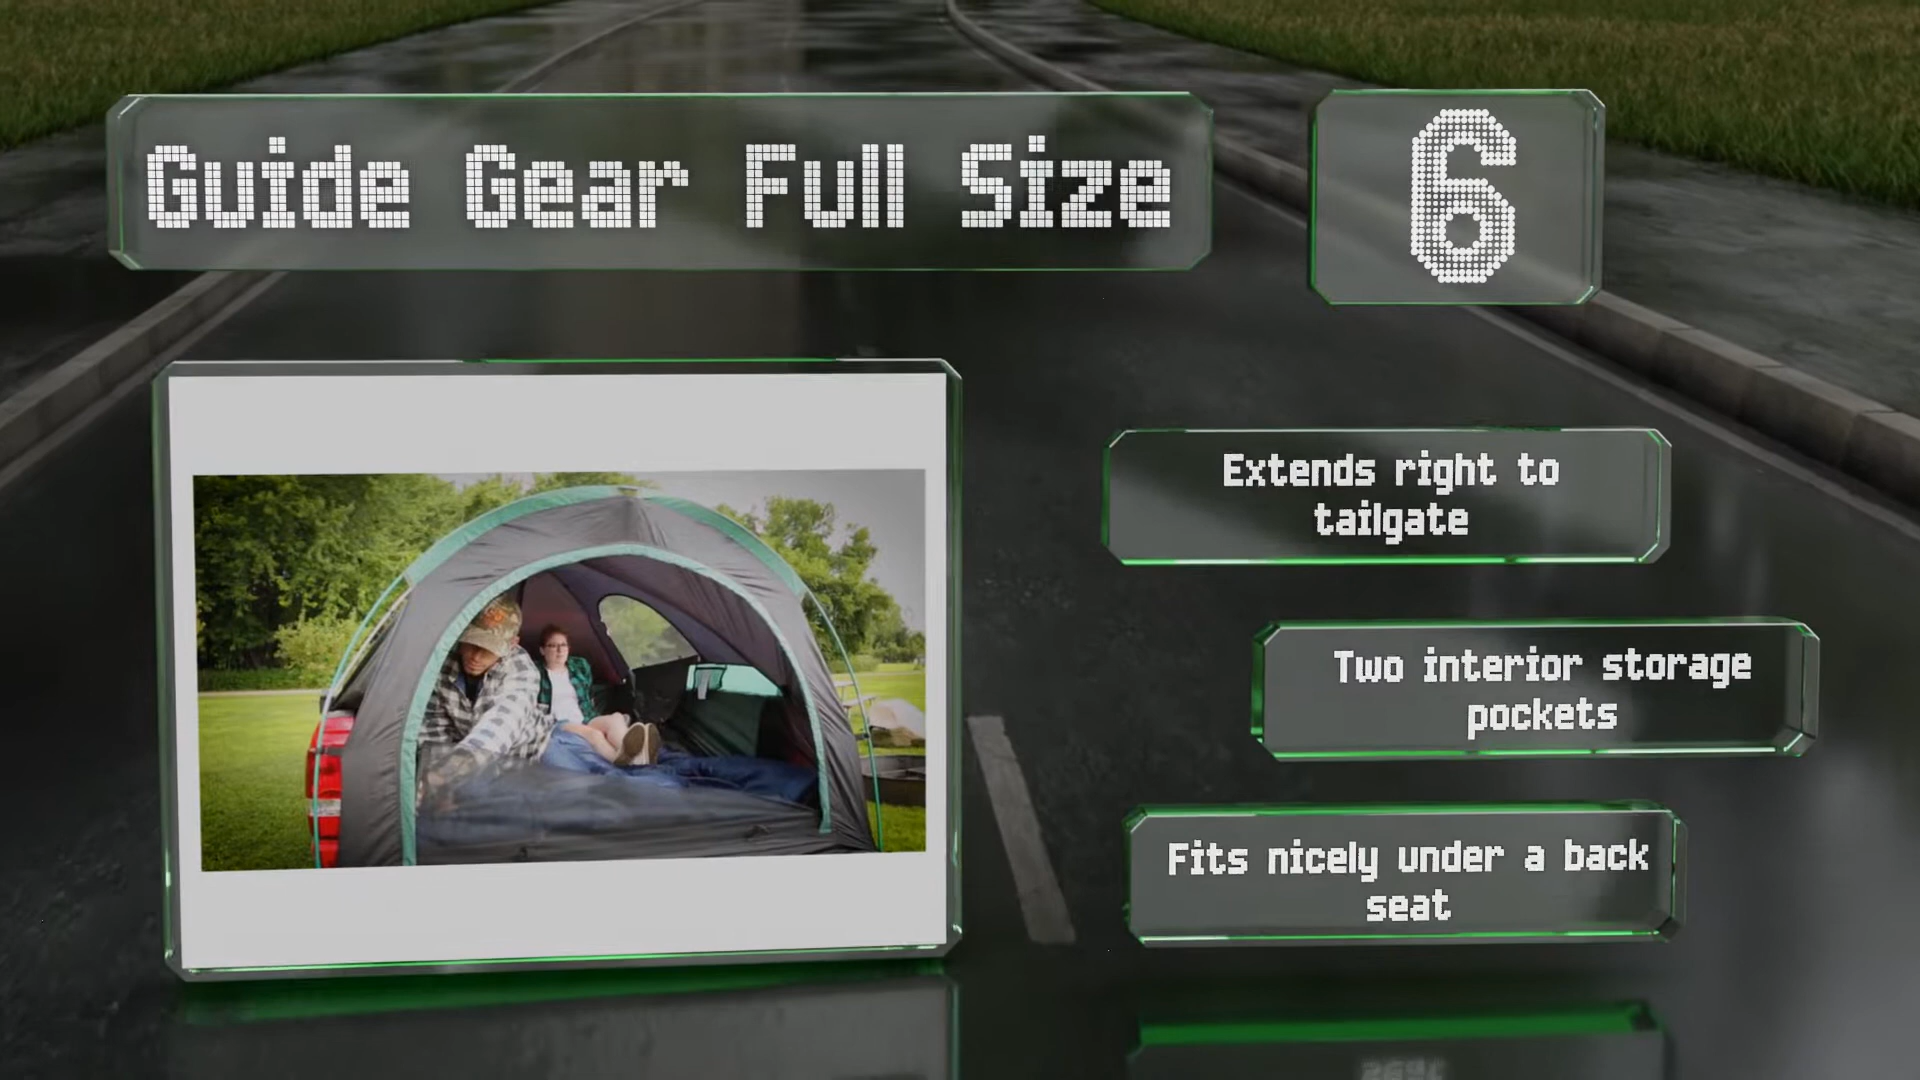 Guide Gear Full Size
6
Extends right to
tailgate
Two interior storage
pockets
Fits nicely under a back
seat